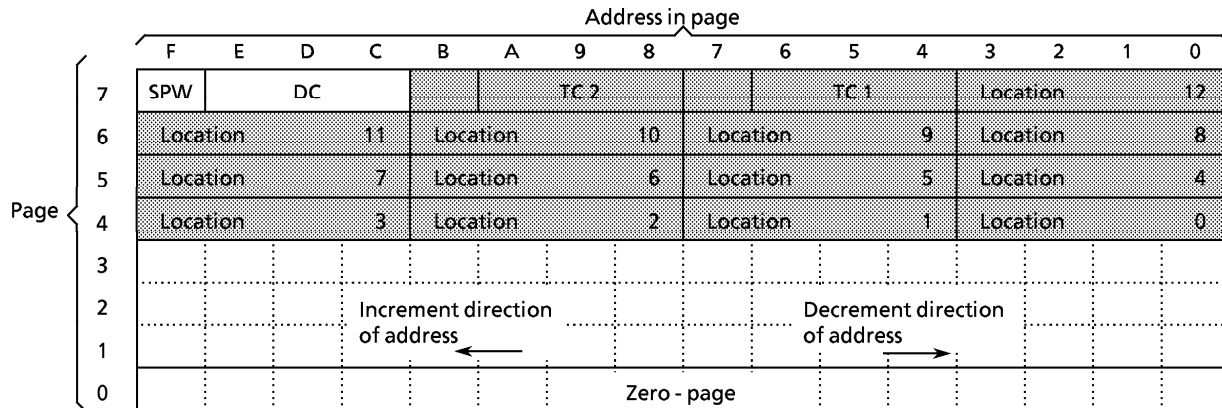 Address in page
F E D C B A 9 8 7 6 5 4 3 2 1 0
7 SPW DC TC 2 TC 1 Location 12
6 Location 11 Location 10 Location 9 Location 8
5 Location 7 Location 6 Location 5 Location 4
Page
4 Location 3 Location 2 Location 1 Location 0
3
2 Increment direction Decrement direction
of address of address
1
0 Zero - page